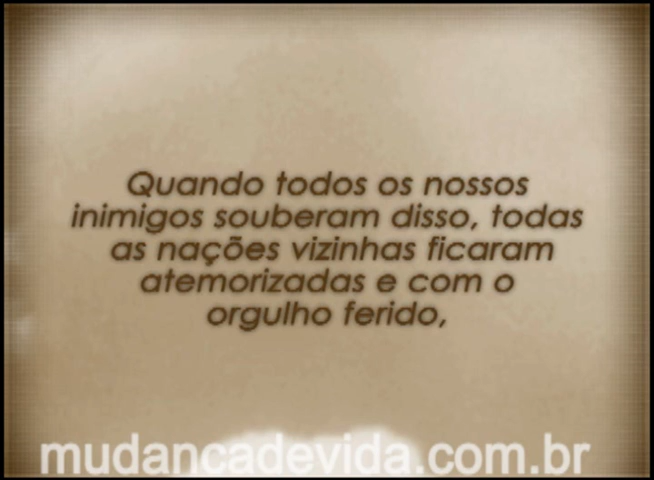 Quando todos os nossos
inimigos souberam disso, todas
as nações vizinhas ficaram
atemorizadas e com o
orgulho ferido,
mudancadevida.com.br